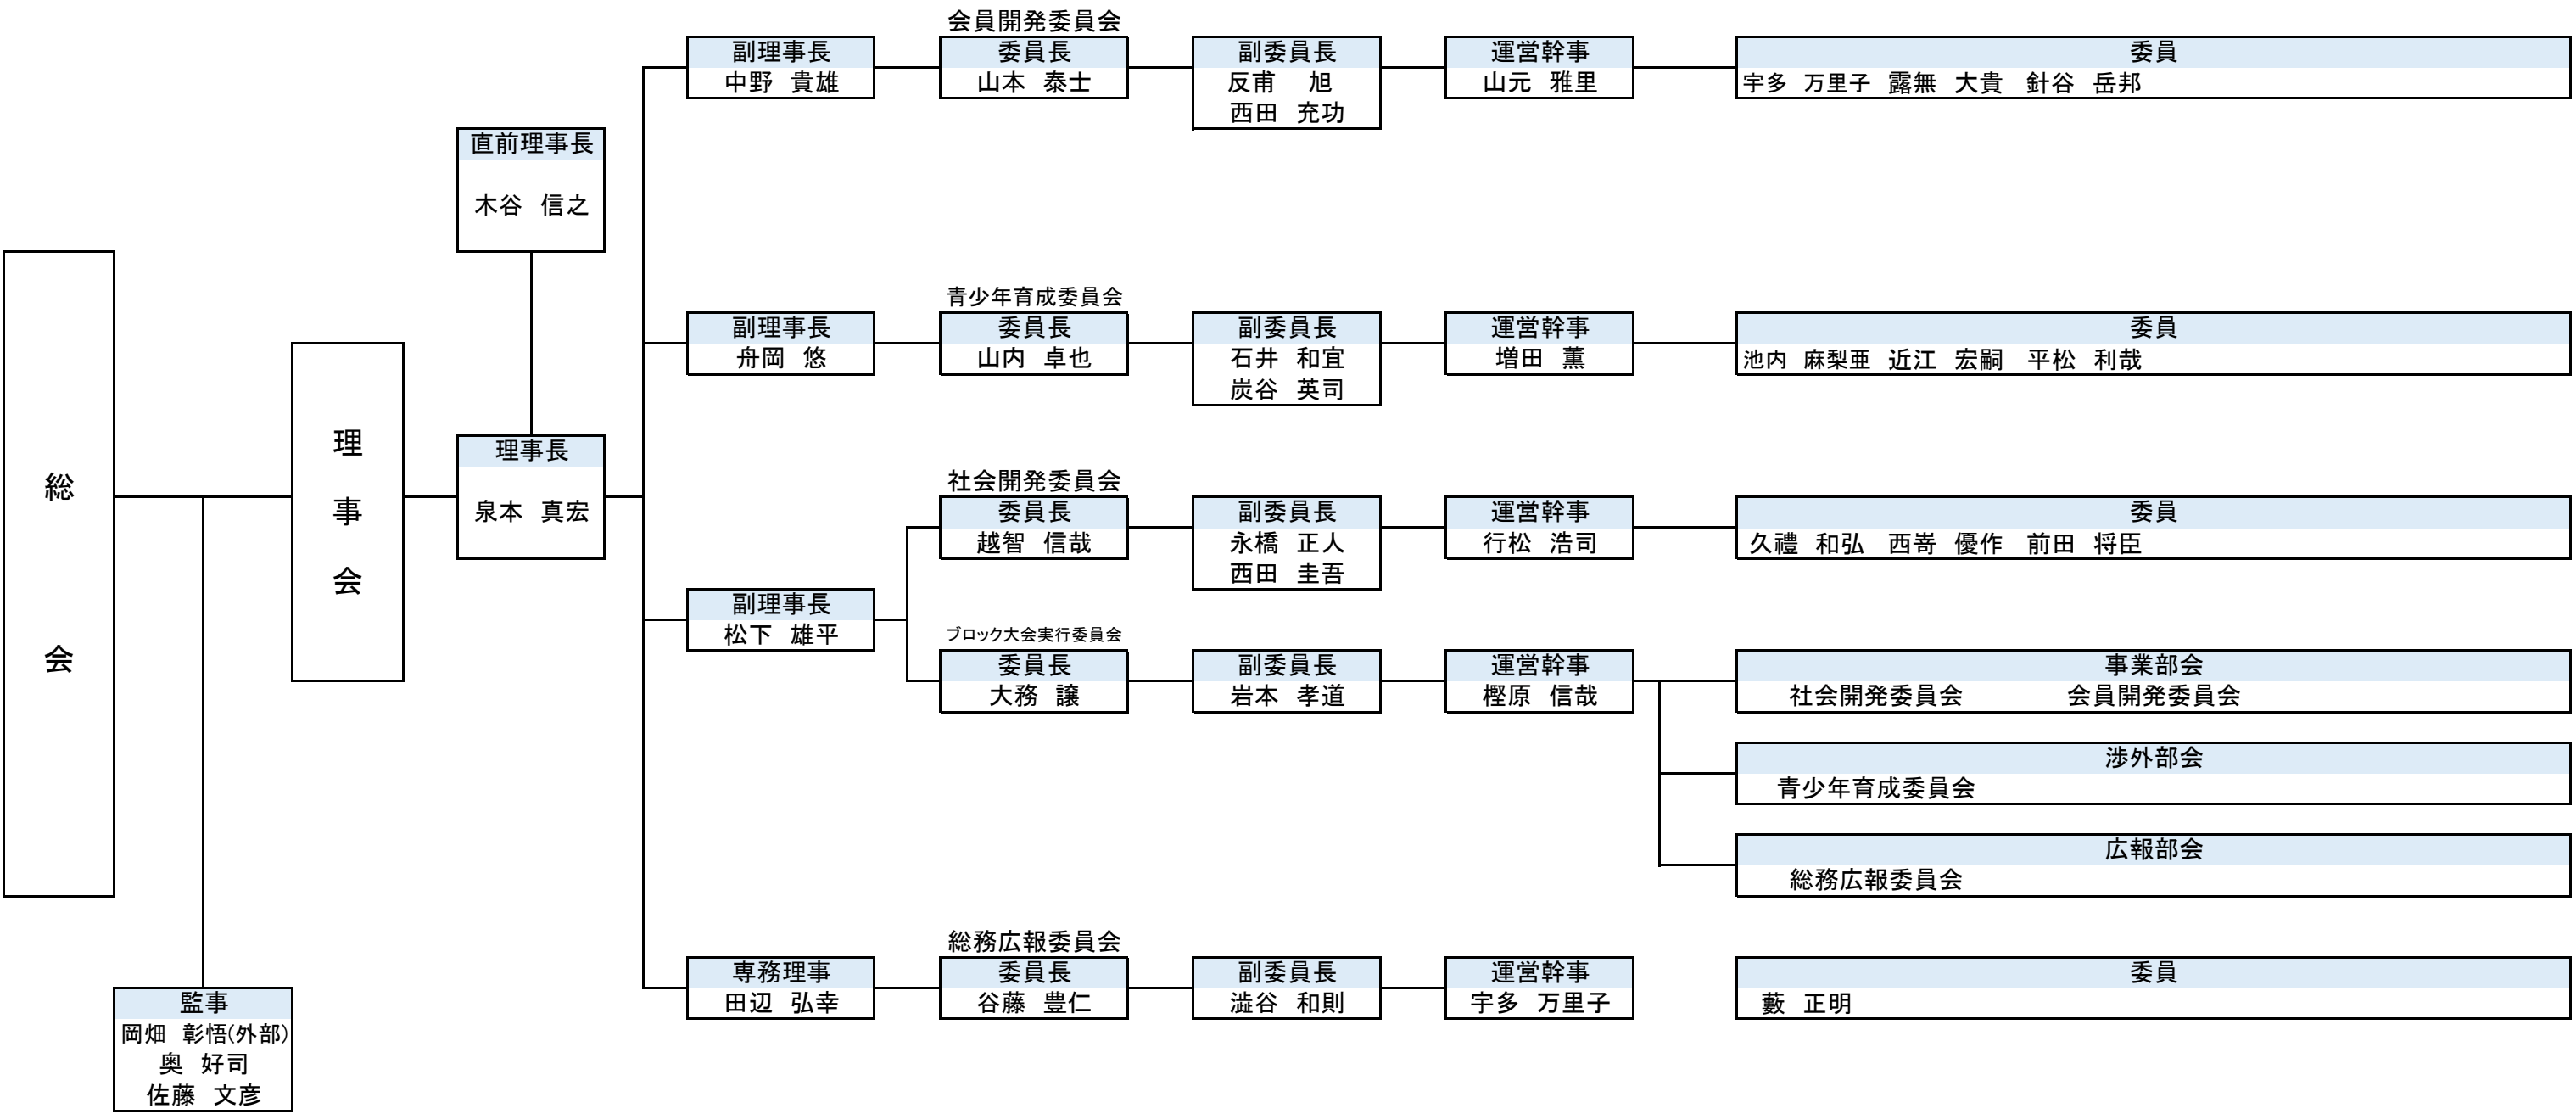 総会
監事
岡畑 彰悟(外部)
奥 好司
佐藤 文彦
理事会
直前理事長
木谷 信之
理事長
泉本 真宏
副理事長
中野 貴雄
会員開発委員会
委員長
山本 泰士
副委員長
反甫 旭
西田 充功
運営幹事
山元 雅里
委員
宇多 万里子 露無 大貴 針谷 岳邦
副理事長
舟岡 悠
青少年育成委員会
委員長
山内 卓也
副委員長
石井 和宜
炭谷 英司
運営幹事
増田 薫
委員
池内 麻梨亜 近江 宏嗣 平松 利哉
副理事長
松下 雄平
社会開発委員会
委員長
越智 信哉
副委員長
永橋 正人
西田 圭吾
運営幹事
行松 浩司
委員
久禮 和弘 西嵜 優作 前田 将臣
ブロック大会実行委員会
委員長
大務 譲
副委員長
岩本 孝道
運営幹事
樫原 信哉
事業部会
社会開発委員会 会員開発委員会
渉外部会
青少年育成委員会
広報部会
総務広報委員会
専務理事
田辺 弘幸
総務広報委員会
委員長
谷藤 豊仁
副委員長
澁谷 和則
運営幹事
宇多 万里子
委員
藪 正明